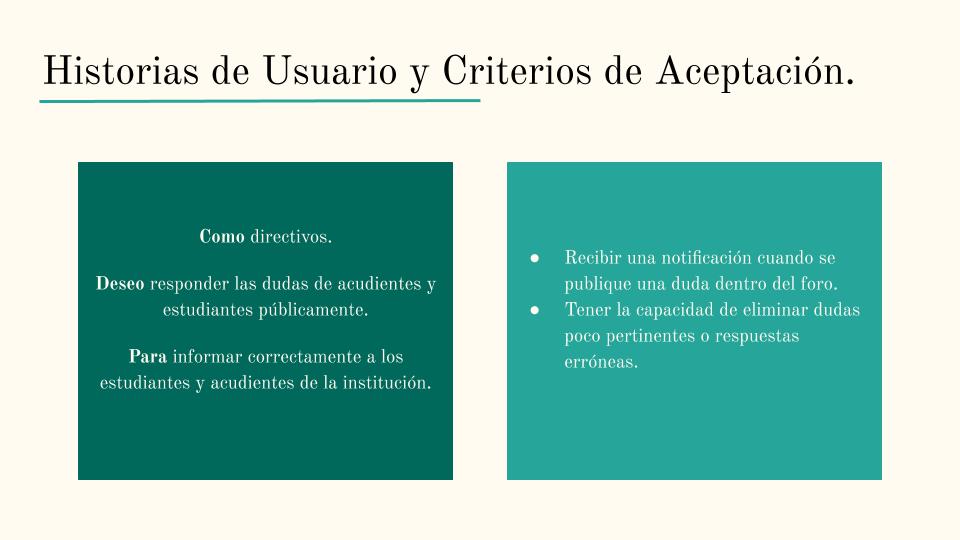 Historias de Usuario y Criterios de Aceptación.
Como directivos.
Deseo responder las dudas de acudientes y
estudiantes públicamente.
Para informar correctamente a los
estudiantes y acudientes de la institución.
● Recibir una notificación cuando se
publique una duda dentro del foro.
● Tener la capacidad de eliminar dudas
poco pertinentes o respuestas
erróneas.